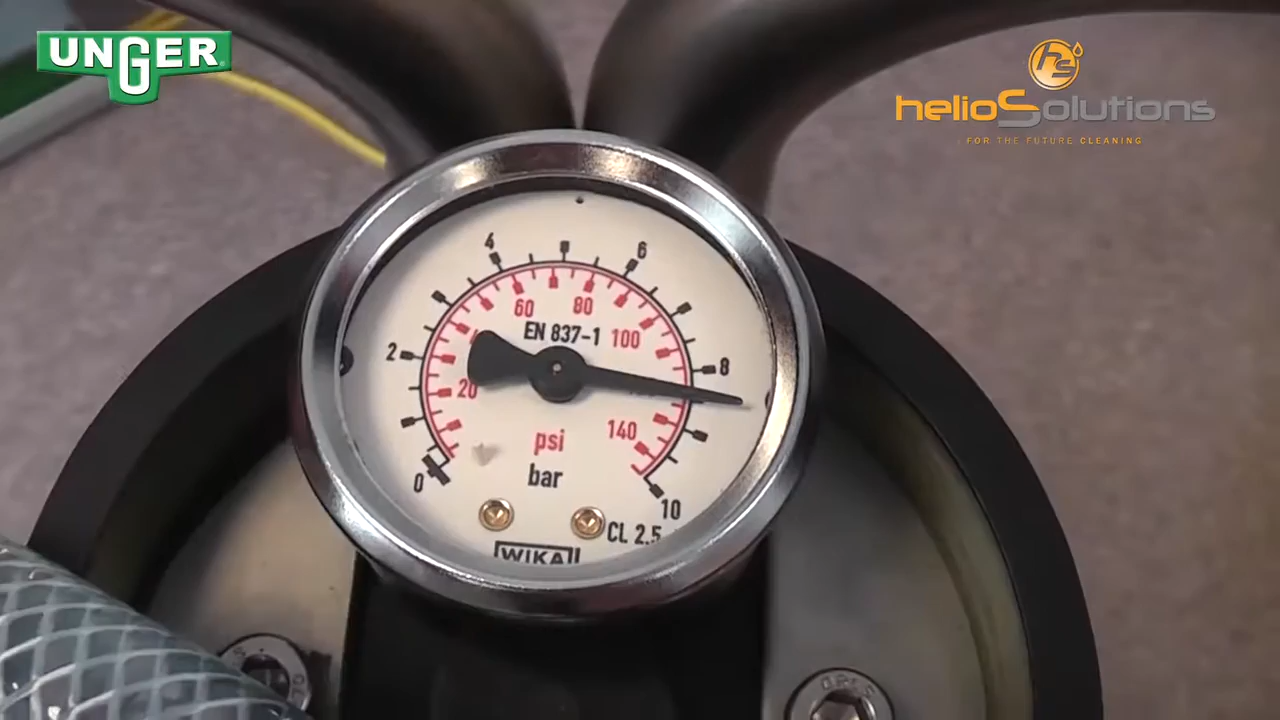 UNGER
hs
helioSolutions
FOR THE FUTURE CLEANING
4
6
60
80
EN 837-1
100
2
8
20
psi
140
0
bar
10
CL 2.5
WIKA